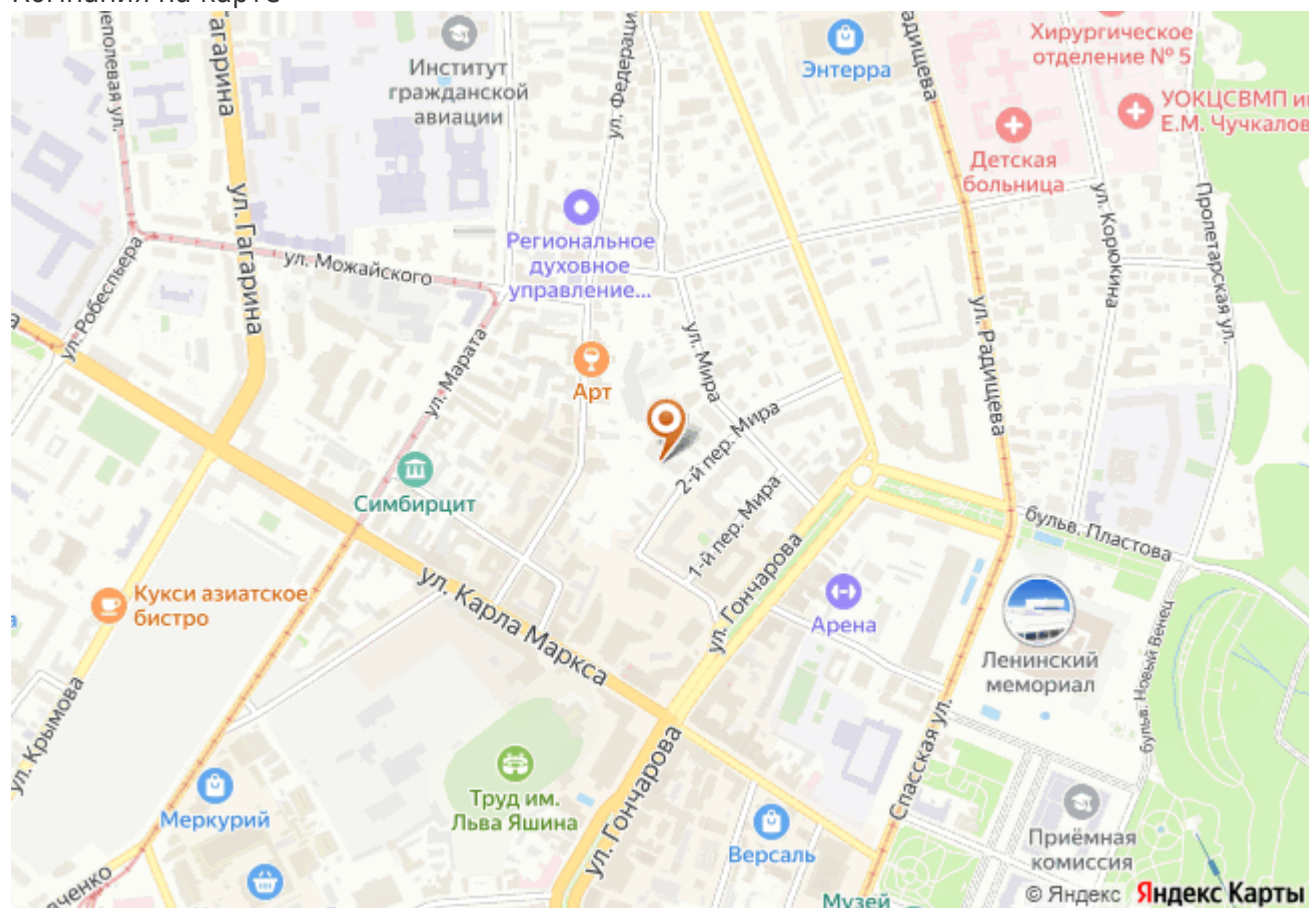 ул. Федерации
Институт
гражданской
авиации
Энтерра
Хирургическое
отделение № 5
УОКЦСВМП
Е.М. Чучкалов
Детская
больница
ул. Гагарина
ул. Корюкина
Пролетарская ул.
Региональное
духовное
управление...
ул. Можайского
ул. Робеспьера
ул. Марата
ул. Мира
ул. Радищева
Арт
2-й пер. Мира
Симбирцит
1-й пер. Мира
бульв. Пластова
Кукси азиатское
бистро
ул. Карла Маркса
ул. Гончарова
Арена
Ленинский
мемориал
бульв. Новый Венец
ул. Крымова
Спасская ул.
Труд им.
Льва Яшина
ул. Гончарова
Меркурий
Версаль
Приёмная
комиссия
Музей
© Яндекс Яндекс Карты